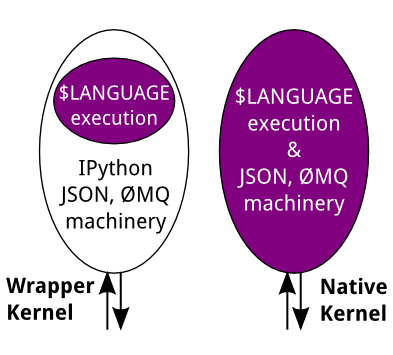 $LANGUAGE
execution
IPython
JSON, ØMQ
machinery
Wrapper
Kernel
$LANGUAGE
execution
&
JSON, ØMQ
machinery
Native
Kernel